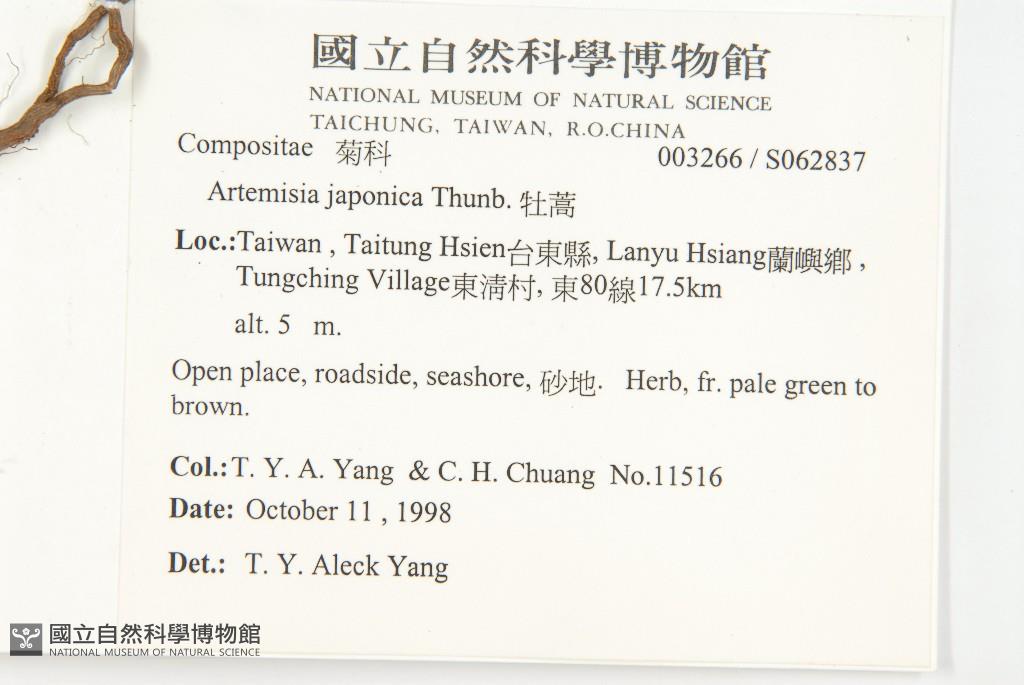 國立自然科學博物館
NATIONAL MUSEUM OF NATURAL SCIENCE
TAICHUNG, TAIWAN, R.O.CHINA
Compositae 菊科 003266 / S062837
Artemisia japonica Thunb. 牡蒿
Loc.:Taiwan , Taitung Hsien台東縣, Lanyu Hsiang蘭嶼鄉 ,
Tungching Village東清村, 東80線17.5km
alt. 5 m.
Open place, roadside, seashore, 砂地. Herb, fr. pale green to
brown.
Col.:T. Y. A. Yang & C. H. Chuang No.11516
Date: October 11 , 1998
Det.: T. Y. Aleck Yang
國立自然科學博物館
NATIONAL MUSEUM OF NATURAL SCIENCE